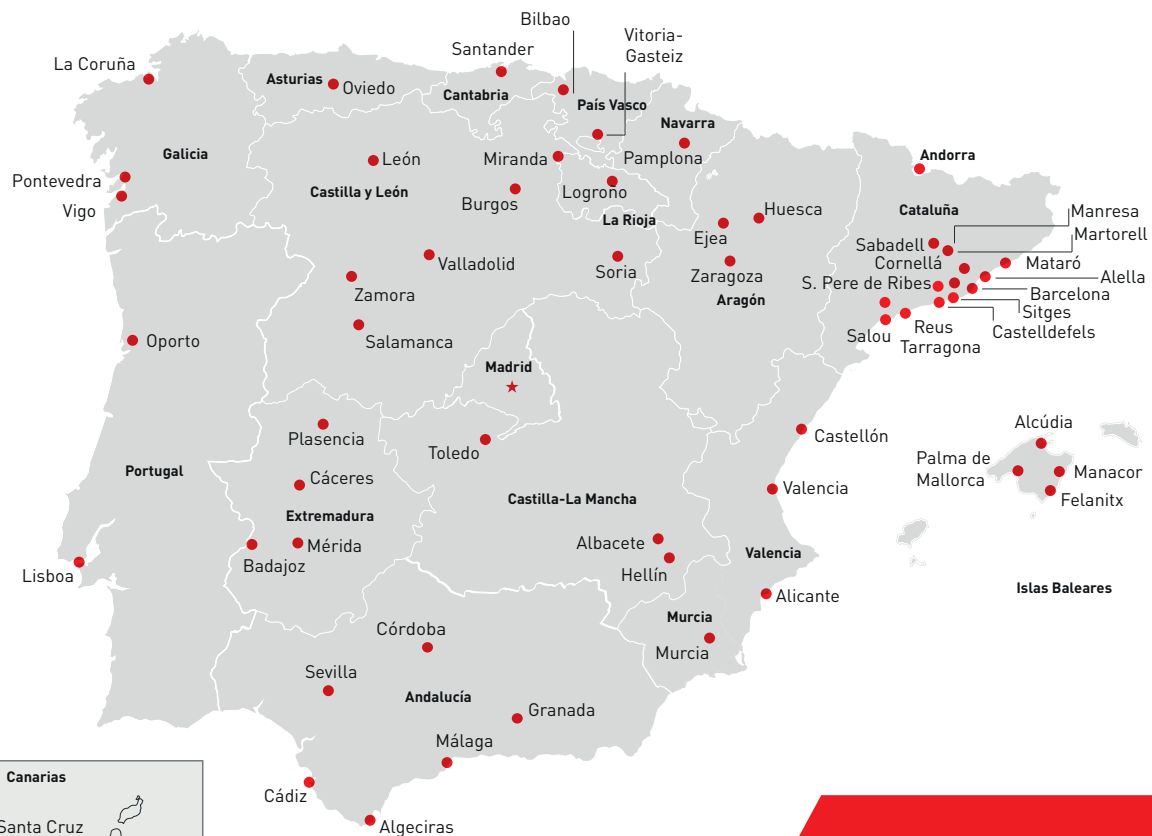 Bilbao
Vitoria-
Gasteiz
Santander
La Coruña
Asturias
Oviedo
Cantabria
País Vasco
Navarra
Galicia
León
Miranda
Pamplona
Andorra
Pontevedra
Castilla y León
Burgos
Logroño
Vigo
La Rioja
Huesca
Cataluña
Manresa
Ejea
Martorell
Sabadell
Valladolid
Soria
Zaragoza
Cornellá
Mataró
Alella
Zamora
Aragón
S. Pere de Ribes
Barcelona
Sitges
Oporto
Salamanca
Salou
Reus
Castelldefels
Tarragona
Madrid
Alcúdia
Plasencia
Toledo
Castellón
Palma de
Mallorca
Manacor
Portugal
Cáceres
Castilla-La Mancha
Valencia
Felanitx
Extremadura
Mérida
Albacete
Valencia
Badajoz
Lisboa
Hellín
Islas Baleares
Alicante
Murcia
Córdoba
Murcia
Sevilla
Andalucía
Granada
Málaga
Canarias
Cádiz
Santa Cruz
Algeciras